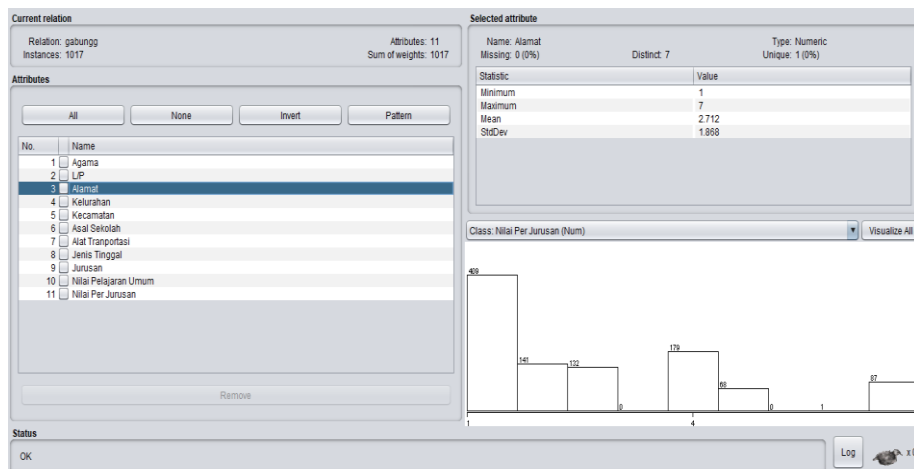 Current relation
Relation: gabungg
Attributes: 11
Instances: 1017
Sum of weights: 1017
Attributes
All
None
Invert
Pattern
No.
Name
1 Agama
2 L/P
3 Alamat
4 Kelurahan
5 Kecamatan
6 Asal Sekolah
7 Alat Tranportasi
8 Jenis Tinggal
9 Jurusan
10 Nilai Pelajaran Umum
11 Nilai Per Jurusan
Remove
Selected attribute
Name: Alamat
Type: Numeric
Missing: 0 (0%)
Distinct: 7
Unique: 1 (0%)
Statistic
Value
Minimum
1
Maximum
7
Mean
2.712
StdDev
1.868
Class: Nilai Per Jurusan (Num)
Visualize All
409
141
132
0
179
68
0
1
87
1
4
Status
OK
Log